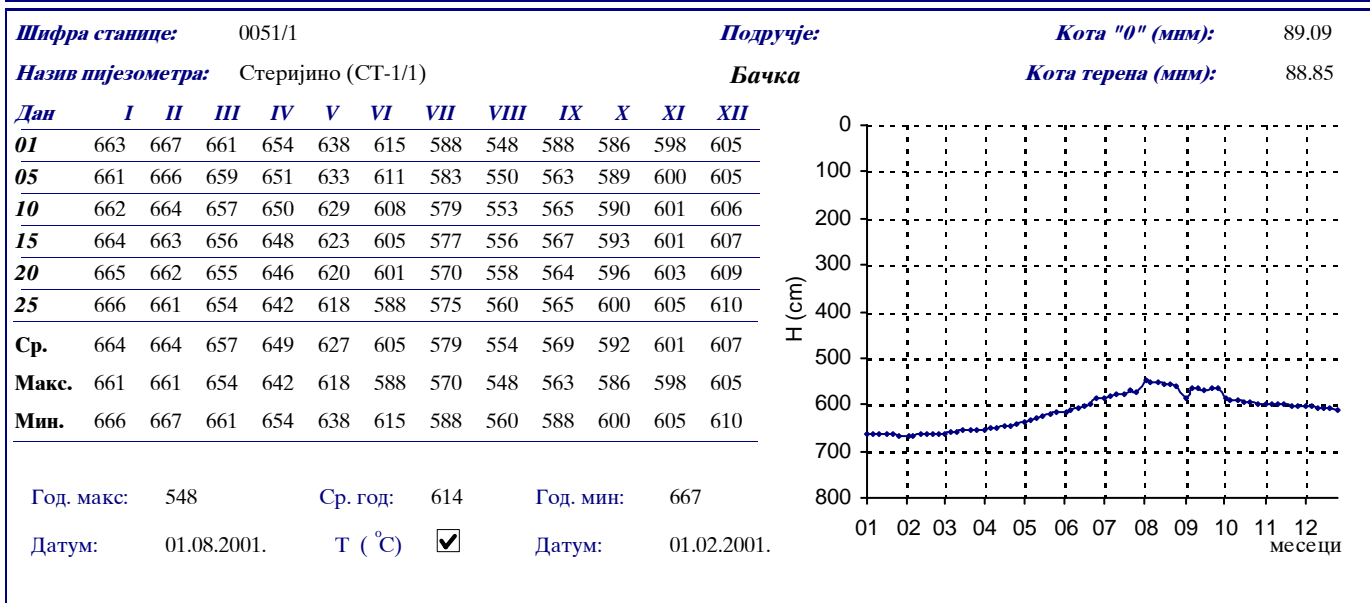 Шифра станице: 0051/1 Подручје: Кота "0" (мнм): 89.09
Назив пијезометра: Стеријино (СТ-1/1) Бачка Кота терена (мнм): 88.85
Дан I II III IV V VI VII VIII IX X XI XII
01 663 667 661 654 638 615 588 548 588 586 598 605
05 661 666 659 651 633 611 583 550 563 589 600 605
10 662 664 657 650 629 608 579 553 565 590 601 606
15 664 663 656 648 623 605 577 556 567 593 601 607
20 665 662 655 646 620 601 570 558 564 596 603 609
25 666 661 654 642 618 588 575 560 565 600 605 610
Ср. 664 664 657 649 627 605 579 554 569 592 601 607
Макс. 661 661 654 642 618 588 570 548 563 586 598 605
Мин. 666 667 661 654 638 615 588 560 588 600 605 610
Год. макс: 548 Ср. год: 614 Год. мин: 667
Датум: 01.08.2001. T ( °C) Датум: 01.02.2001.
H (cm)
0
100
200
300
400
500
600
700
800
01 02 03 04 05 06 07 08 09 10 11 12
месеци